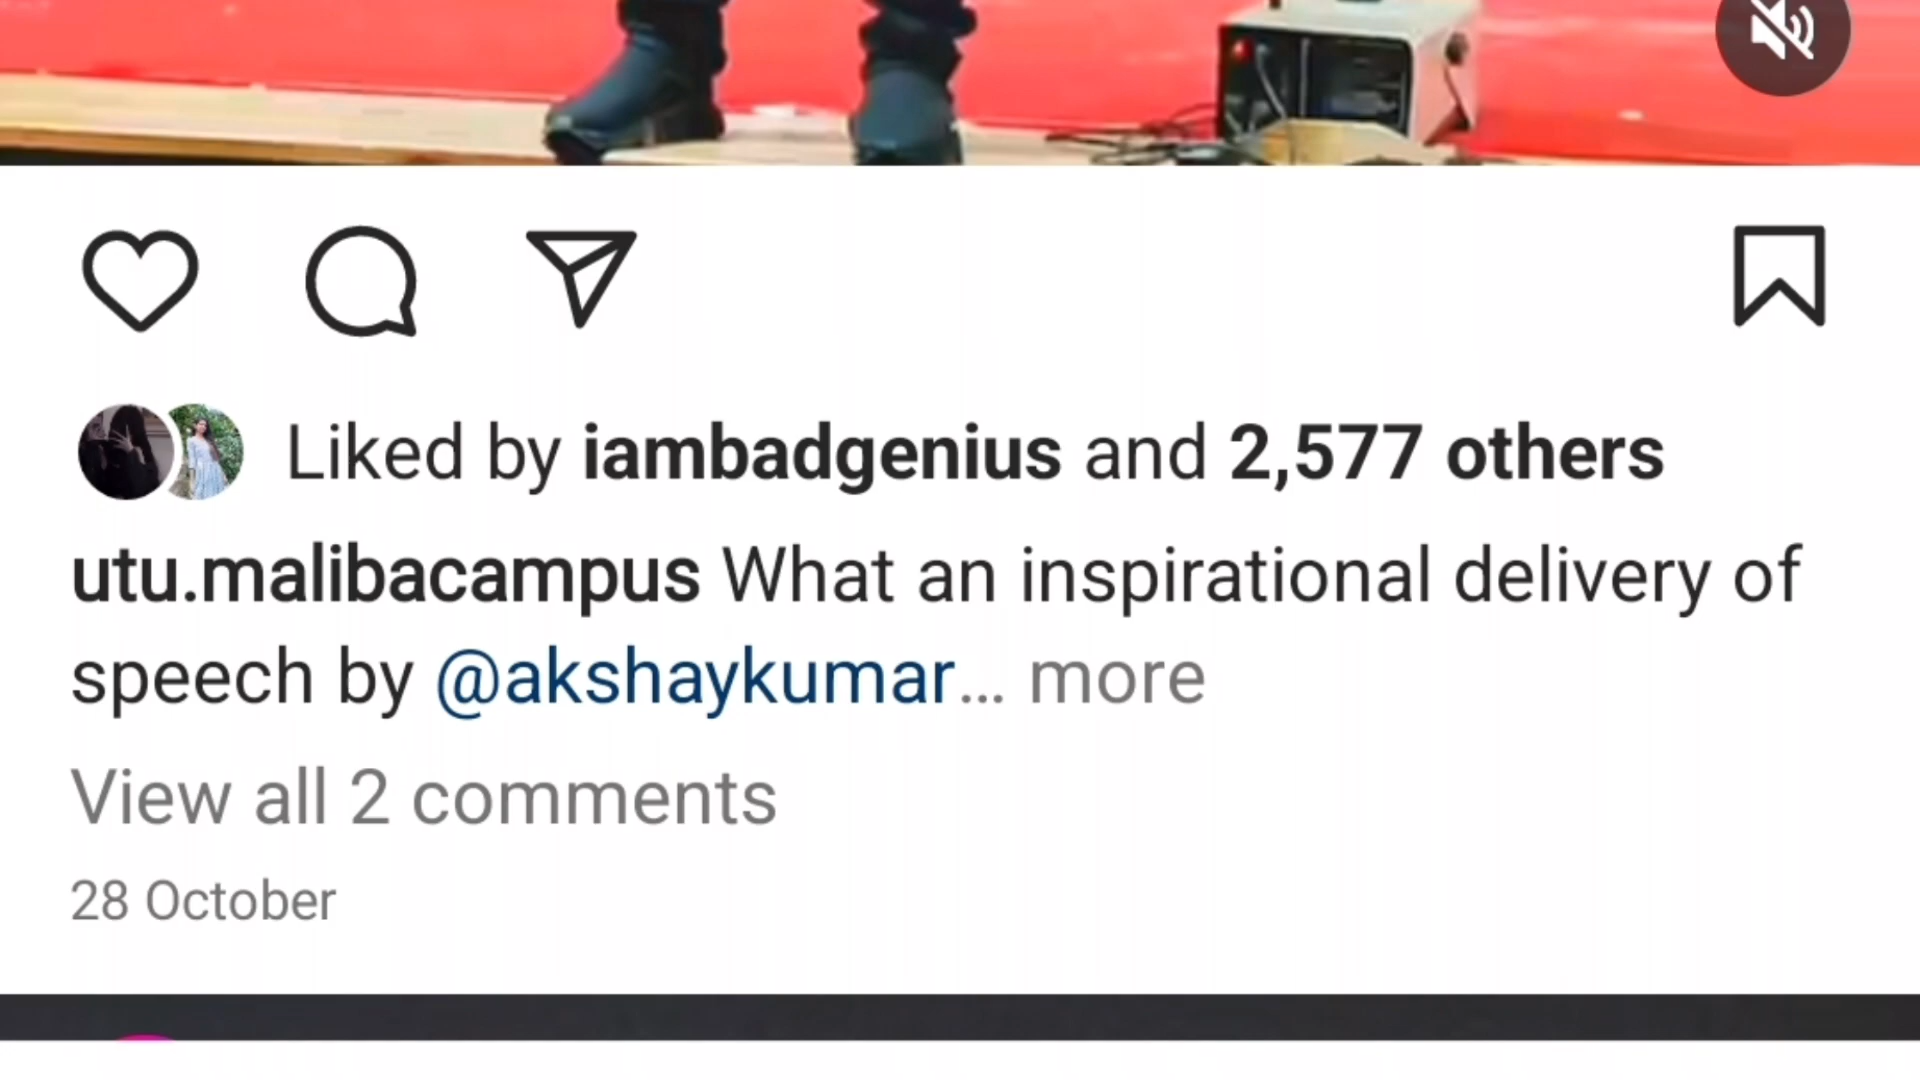 Liked by iambadgenius and 2,577 others
utu.malibacampus What an inspirational delivery of
speech by @akshaykumar… more
View all 2 comments
28 October